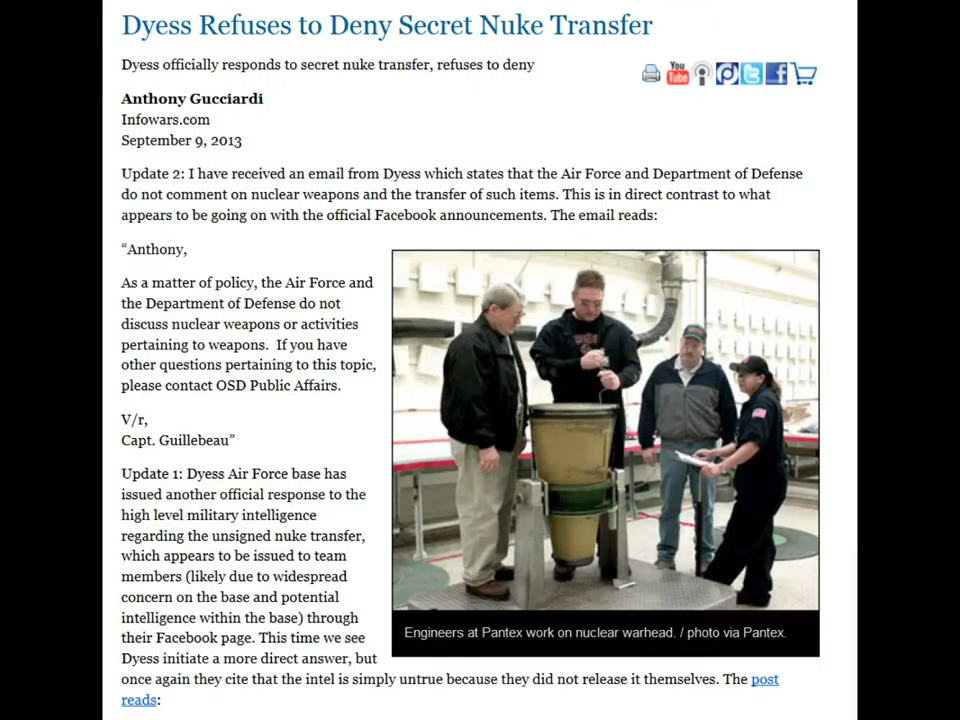 Dyess Refuses to Deny Secret Nuke Transfer
Dyess officially responds to secret nuke transfer, refuses to deny
You
Tube
Anthony Gucciardi
Infowars.com
September 9, 2013
Update 2: I have received an email from Dyess which states that the Air Force and Department of Defense
do not comment on nuclear weapons and the transfer of such items. This is in direct contrast to what
appears to be going on with the official Facebook announcements. The email reads:
“Anthony,
As a matter of policy, the Air Force and
the Department of Defense do not
discuss nuclear weapons or activities
pertaining to weapons.  If you have
other questions pertaining to this topic,
please contact OSD Public Affairs.
V/r,
Capt. Guillebeau”
Update 1: Dyess Air Force base has
issued another official response to the
high level military intelligence
regarding the unsigned nuke transfer,
which appears to be issued to team
members (likely due to widespread
concern on the base and potential
intelligence within the base) through
their Facebook page. This time we see
Dyess initiate a more direct answer, but
once again they cite that the intel is simply untrue because they did not release it themselves. The post
reads:
Engineers at Pantex work on nuclear warhead. / photo via Pantex.